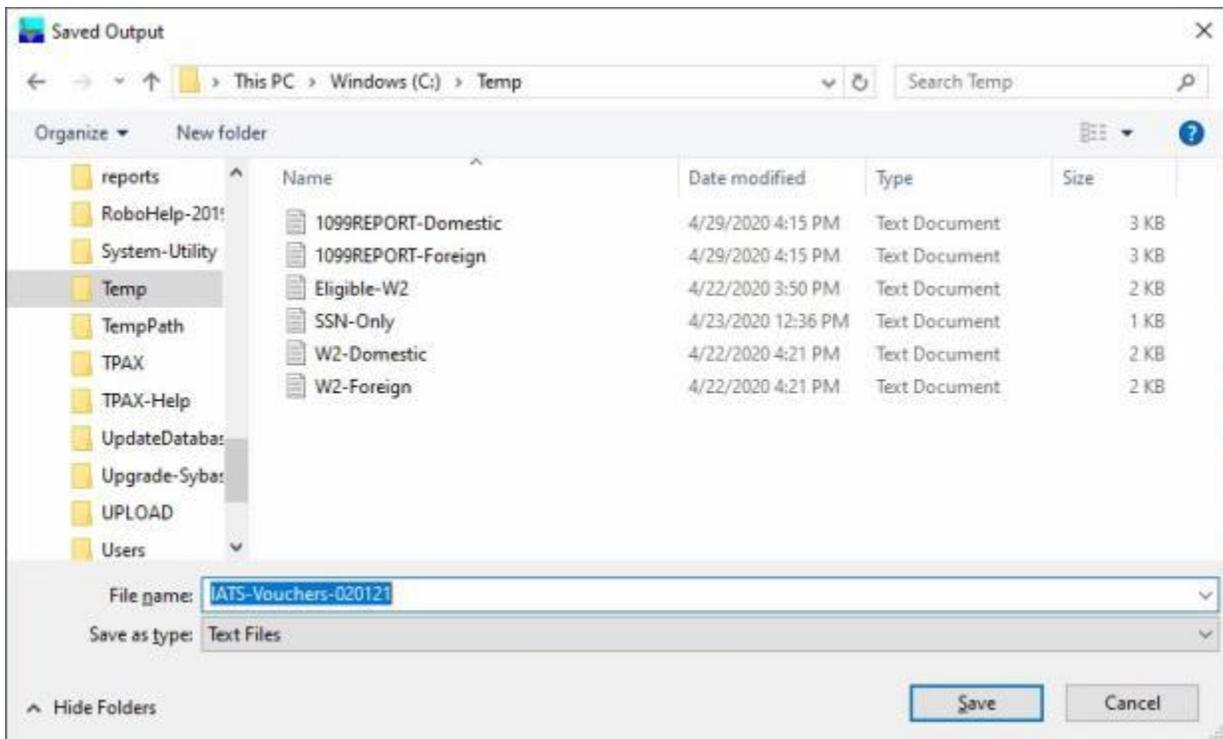 Saved Output
This PC > Windows (C:) > Temp
Search Temp
Organize
New folder
reports
RoboHelp-2019
System-Utility
Temp
TempPath
TPAX
TPAX-Help
UpdateDatabas
Upgrade-Sybas
UPLOAD
Users
Name Date modified Type Size
1099REPORT-Domestic 4/29/2020 4:15 PM Text Document 3 KB
1099REPORT-Foreign 4/29/2020 4:15 PM Text Document 3 KB
Eligible-W2 4/22/2020 3:50 PM Text Document 2 KB
SSN-Only 4/23/2020 12:36 PM Text Document 1 KB
W2-Domestic 4/22/2020 4:21 PM Text Document 2 KB
W2-Foreign 4/22/2020 4:21 PM Text Document 2 KB
File name: IATS-Vouchers-020121
Save as type: Text Files
Hide Folders
Save
Cancel